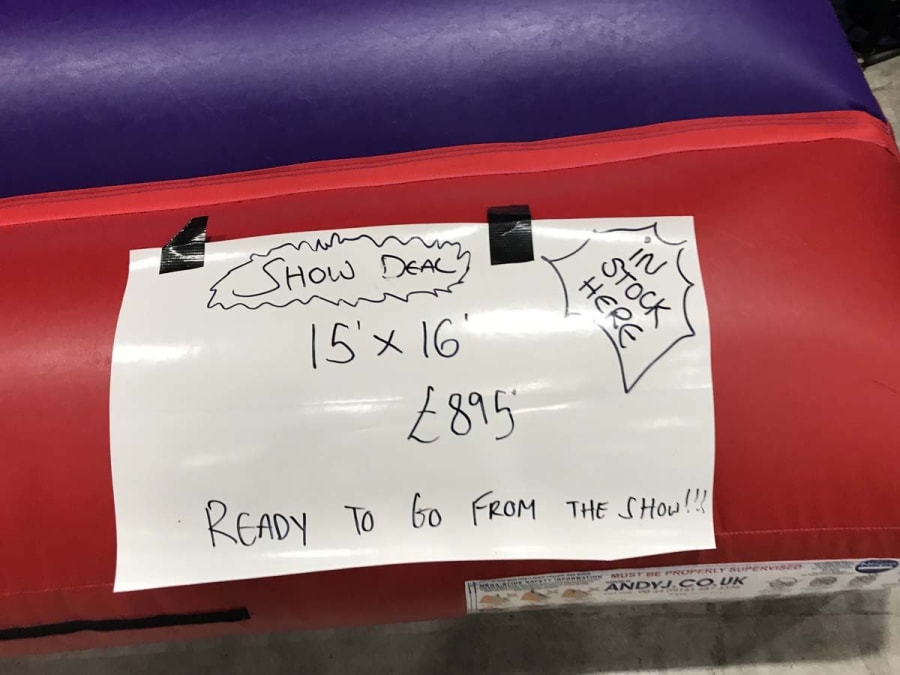 SHOW DEAL
IN
STOCK
HERE
15' x 16'
£895
READY TO GO FROM THE SHOW!!!
MUST BE PROPERLY SUPERVISED
ANDYJ.CO.UK